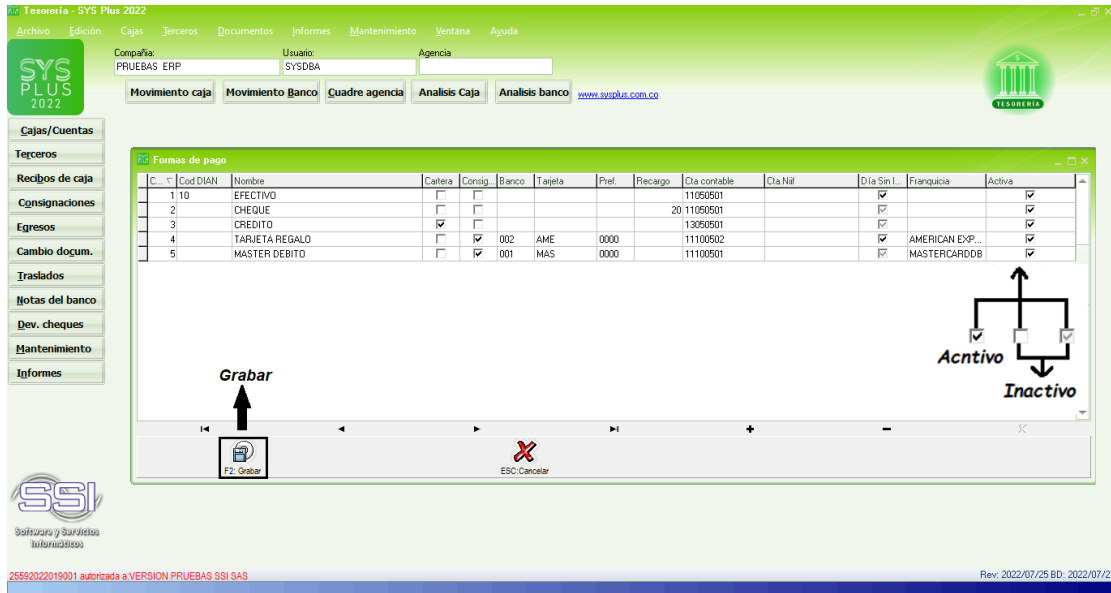 Tesorería - SYS Plus 2022
Archivo Edición Cajas Terceros Documentos Informes Mantenimiento Ventana Ayuda
Compañía: Usuario: Agencia
PRUEBAS ERP SYSDBA
SYS
PLUS
2022
Movimiento caja Movimiento Banco Cuadre agencia Analisis Caja Analisis banco www.sysplus.com.co
TESORERÍA
Cajas/Cuentas
Terceros
Recibos de caja
Consignaciones
Egresos
Cambio docum.
Traslados
Notas del banco
Dev. cheques
Mantenimiento
Informes
Formas de pago
C... Cod DIAN Nombre Cartera Consig... Banco Tarjeta Pref. Recargo Cta contable Cta.Niif Día Sin I... Franquicia Activa
1 10 EFECTIVO 11050501
2 CHEQUE 20 11050501
3 CREDITO 13050501
4 TARJETA REGALO 002 AME 0000 11100502 AMERICAN EXP...
5 MASTER DEBITO 001 MAS 0000 11100501 MASTERCARDDB
Acntivo
Inactivo
Grabar
F2: Grabar ESC:Cancelar
SSI
Software y Servicios
Informáticos
25592022019001 autorizada a:VERSION PRUEBAS SSI SAS Rev: 2022/07/25 BD: 2022/07/2